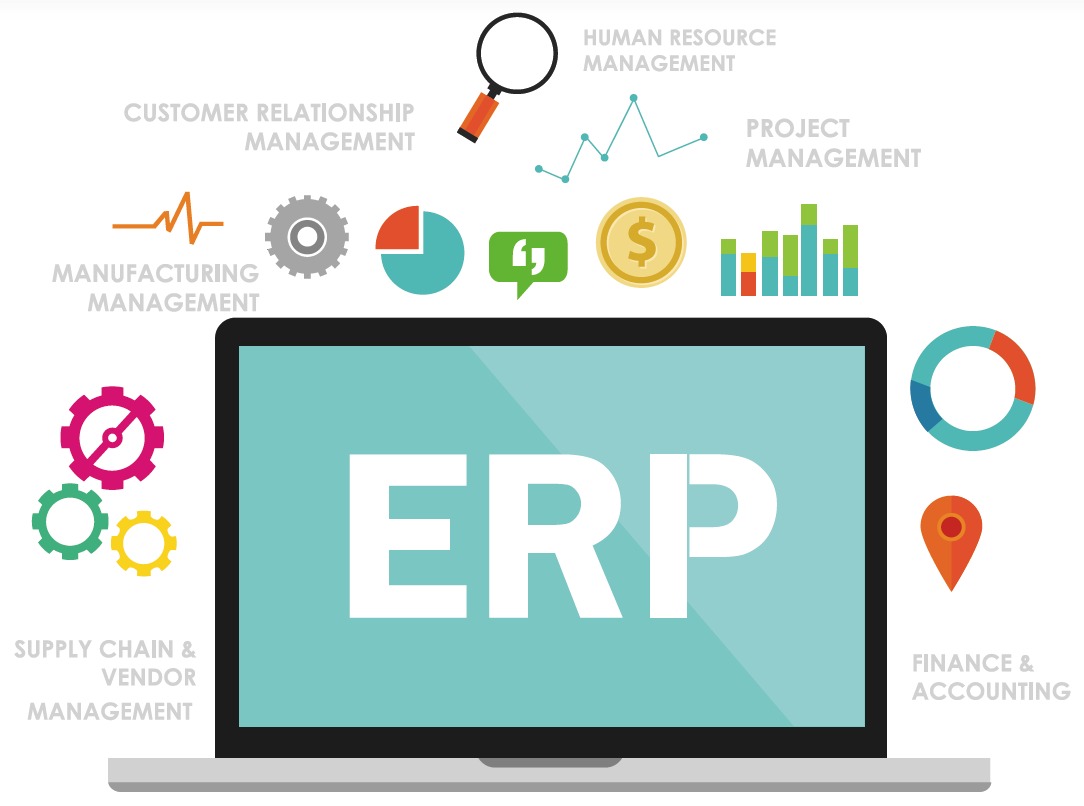 HUMAN RESOURCE
MANAGEMENT
CUSTOMER RELATIONSHIP
MANAGEMENT
PROJECT
MANAGEMENT
$
MANUFACTURING
MANAGEMENT
ERP
SUPPLY CHAIN &
VENDOR
MANAGEMENT
FINANCE &
ACCOUNTING